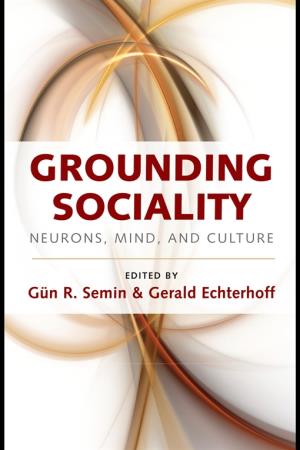 GROUNDING
SOCIALITY
NEURONS, MIND, AND CULTURE
EDITED BY
Gün R. Semin & Gerald Echterhoff